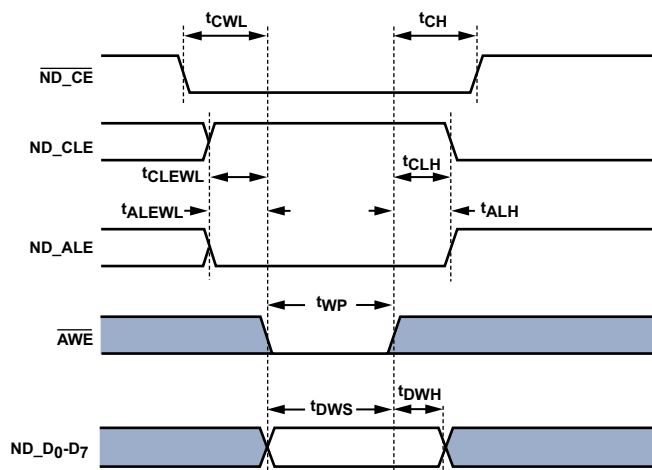 tCWL tCH
ND_CE
ND_CLE
tCLEWL tCLH
tALEWL tALH
ND_ALE
tWP
AWE
tDWS tDWH
ND_D0-D7